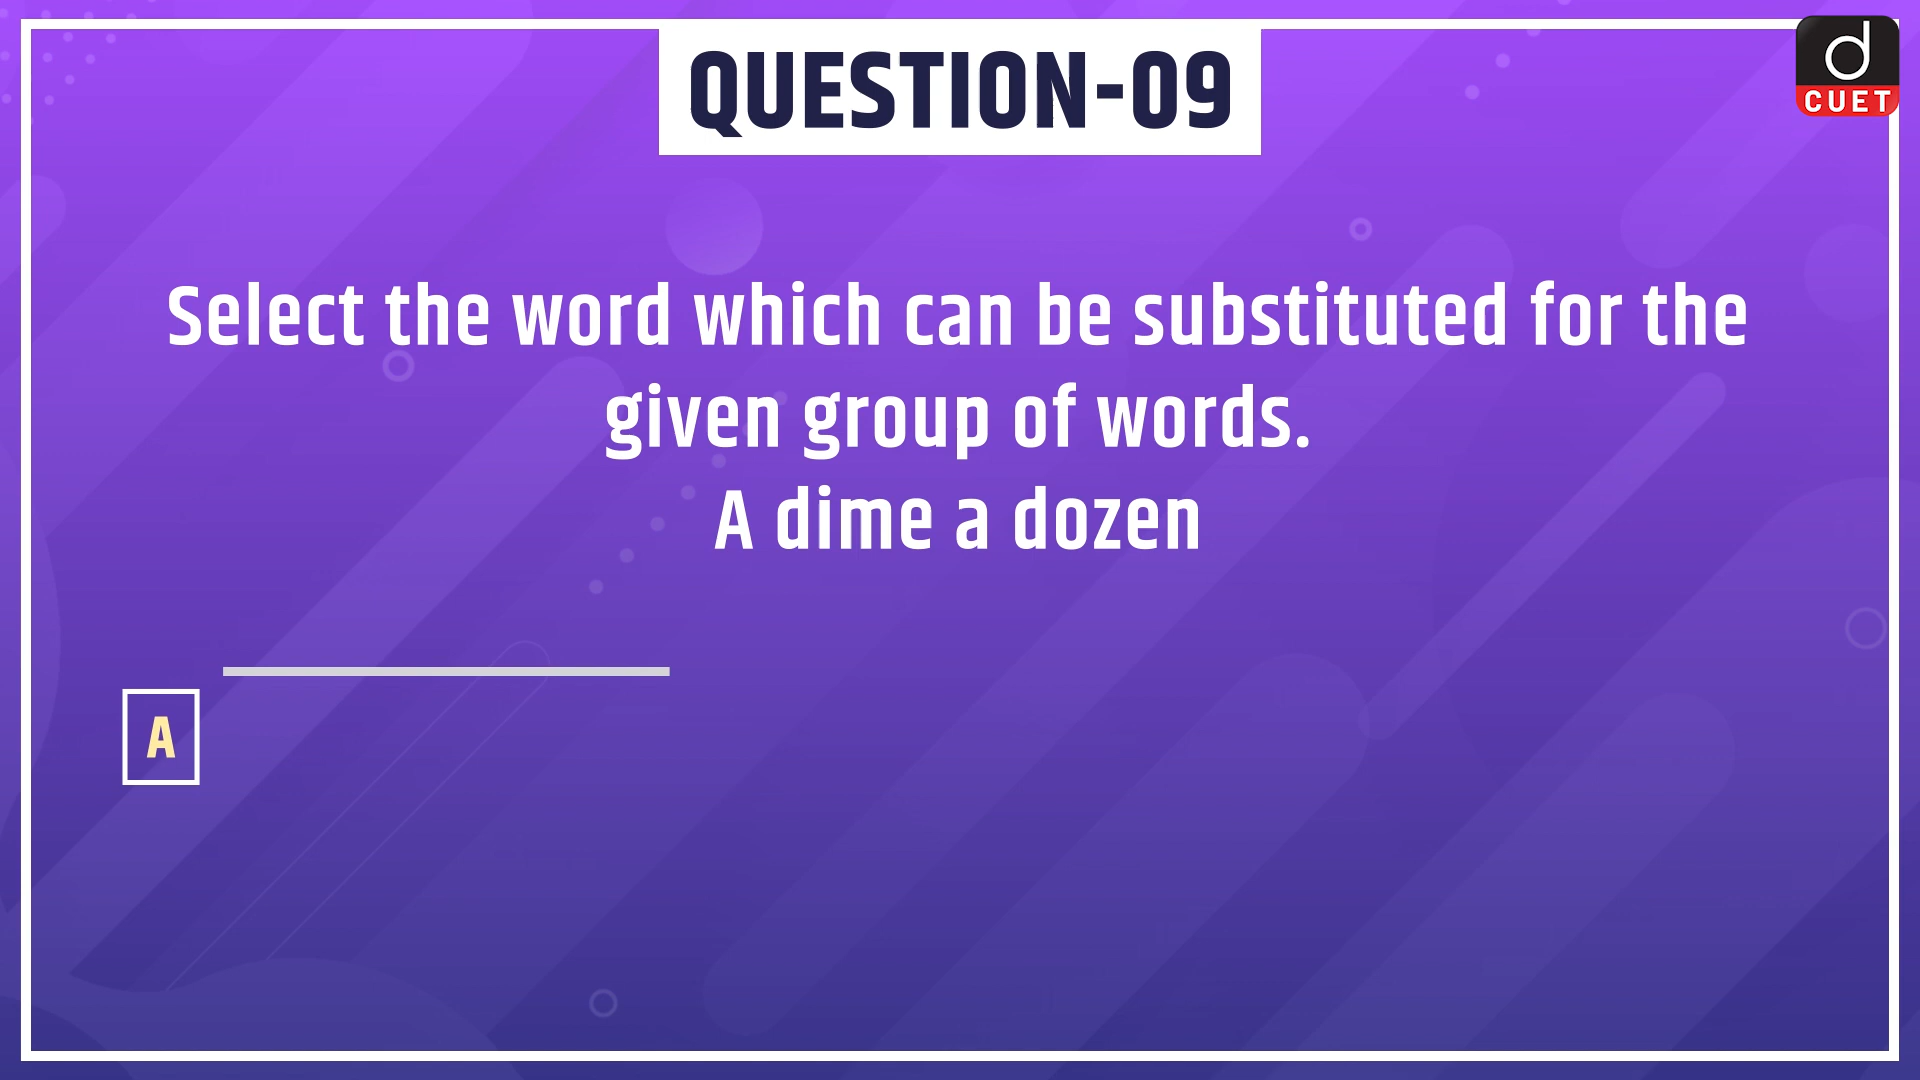 QUESTION-09
d
CUET
Select the word which can be substituted for the
given group of words.
A dime a dozen
A